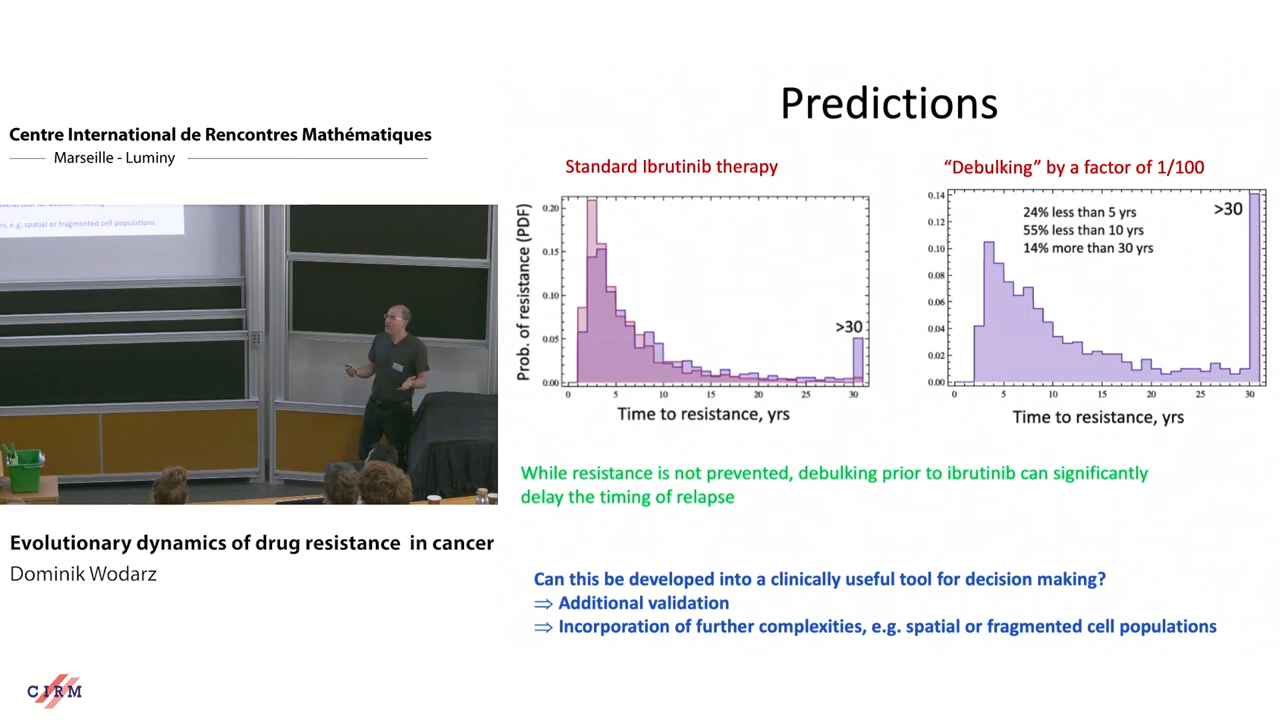 Centre International de Rencontres Mathématiques
Marseille - Luminy
es, e.g. spatial or fragmented cell populations
Evolutionary dynamics of drug resistance in cancer
Dominik Wodarz
CIRM
Predictions
Standard Ibrutinib therapy
Prob. of resistance (PDF)
0.20
0.15
0.10
0.05
0.00
>30
0 5 10 15 20 25 30
Time to resistance, yrs
“Debulking” by a factor of 1/100
0.14
0.12
0.10
0.08
0.06
0.04
0.02
0.00
24% less than 5 yrs
55% less than 10 yrs
14% more than 30 yrs
>30
0 5 10 15 20 25 30
Time to resistance, yrs
While resistance is not prevented, debulking prior to ibrutinib can significantly
delay the timing of relapse
Can this be developed into a clinically useful tool for decision making?
⇒ Additional validation
⇒ Incorporation of further complexities, e.g. spatial or fragmented cell populations